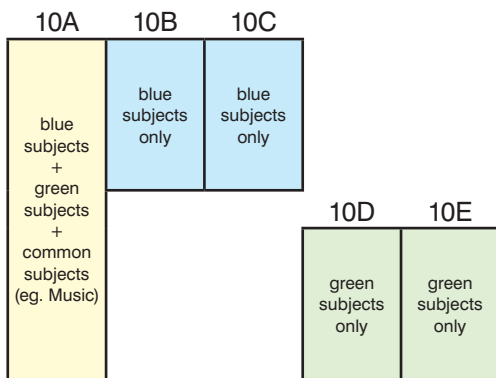 10A 10B 10C
blue
subjects
+
green
subjects
+
common
subjects
(eg. Music)
blue
subjects
only
blue
subjects
only
10D 10E
green
subjects
only
green
subjects
only